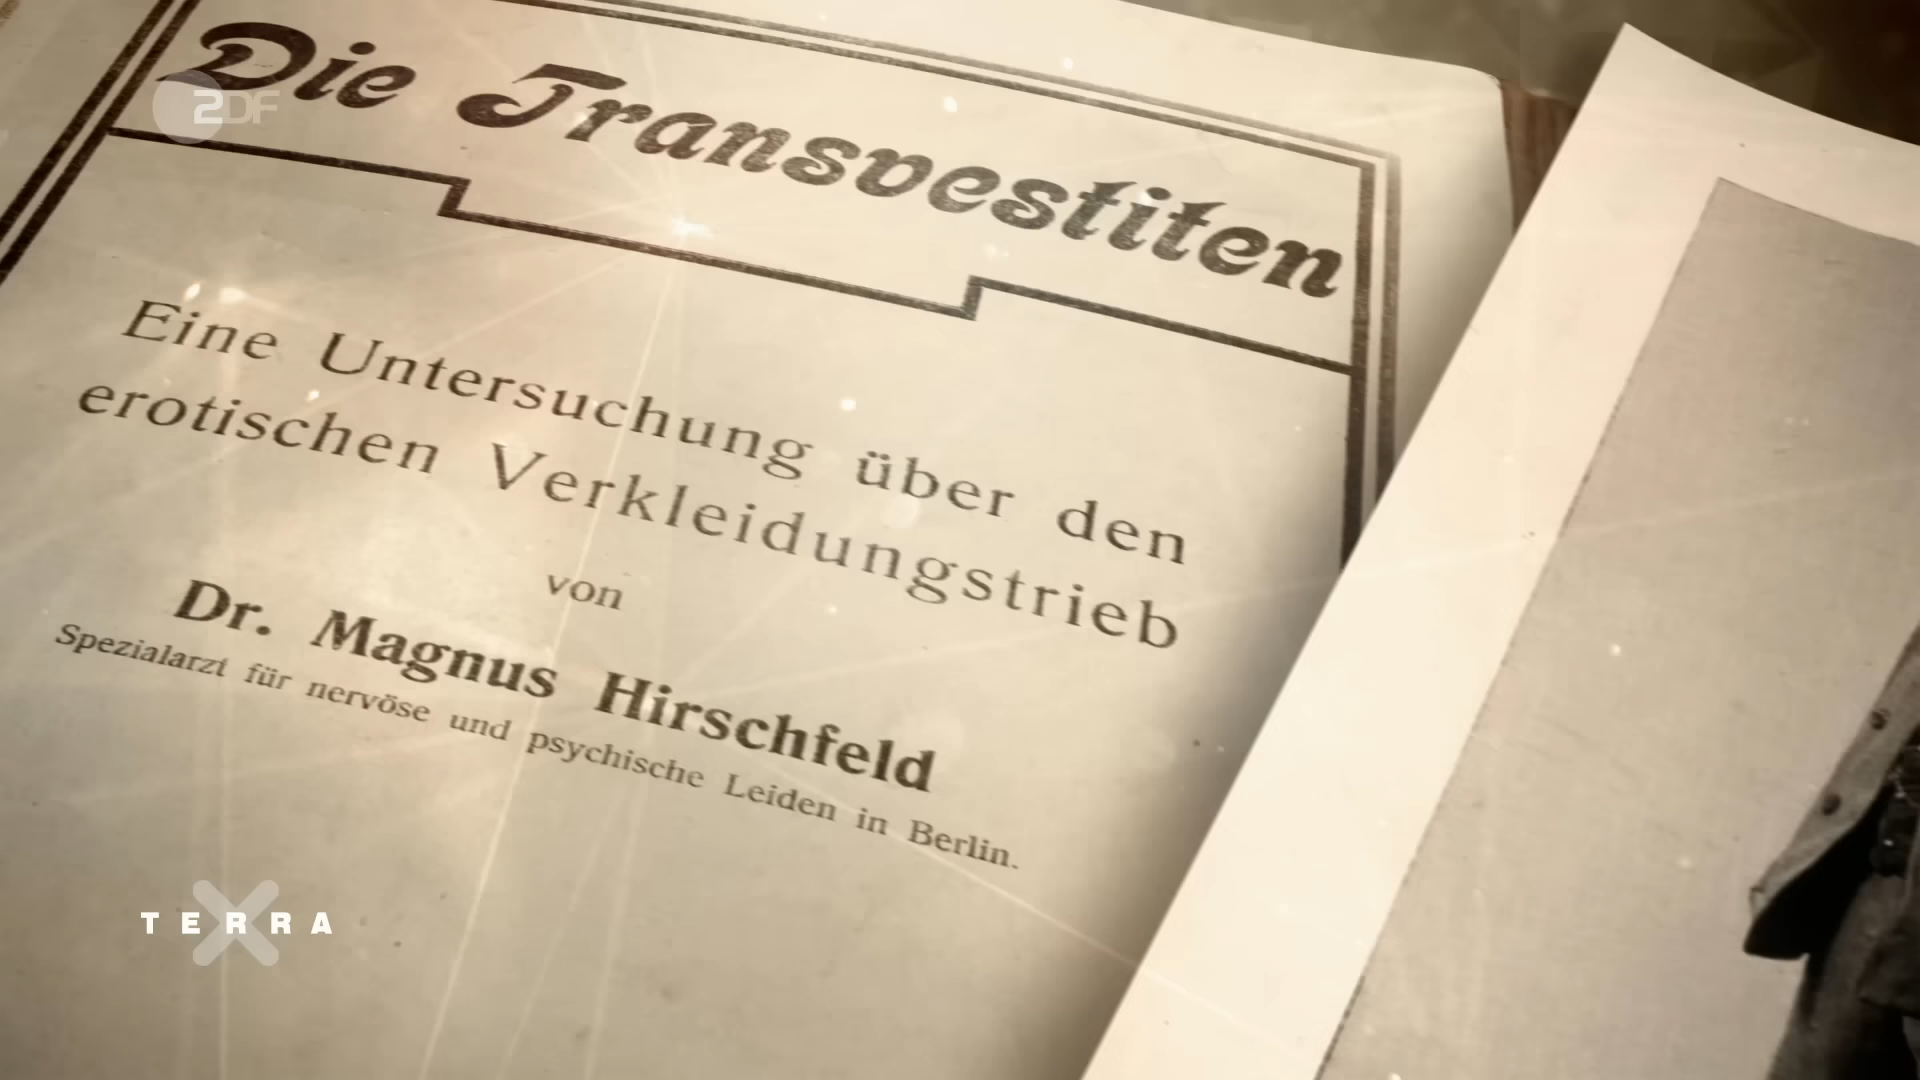 Die Transvestiten
ZDF
Eine Untersuchung über den
erotischen Verkleidungstrieb
von
Dr. Magnus Hirschfeld
Spezialarzt für nervöse und psychische Leiden in Berlin.
TERRA X